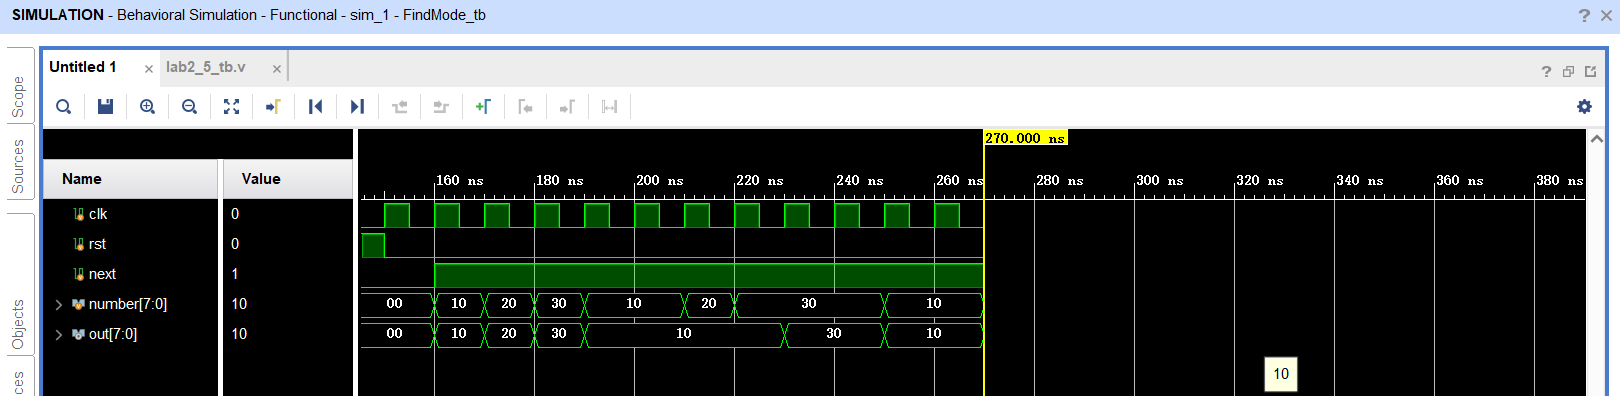 SIMULATION - Behavioral Simulation - Functional - sim_1 - FindMode_tb
Untitled 1
lab2_5_tb.v
Scope
Sources
Objects
ces
270.000 ns
Name Value
160 ns 180 ns 200 ns 220 ns 240 ns 260 ns 280 ns 300 ns 320 ns 340 ns 360 ns 380 ns
clk 0
rst 0
next 1
number[7:0] 10 00 10 20 30 10 20 30 10
out[7:0] 10 00 10 20 30 10 30 10
10